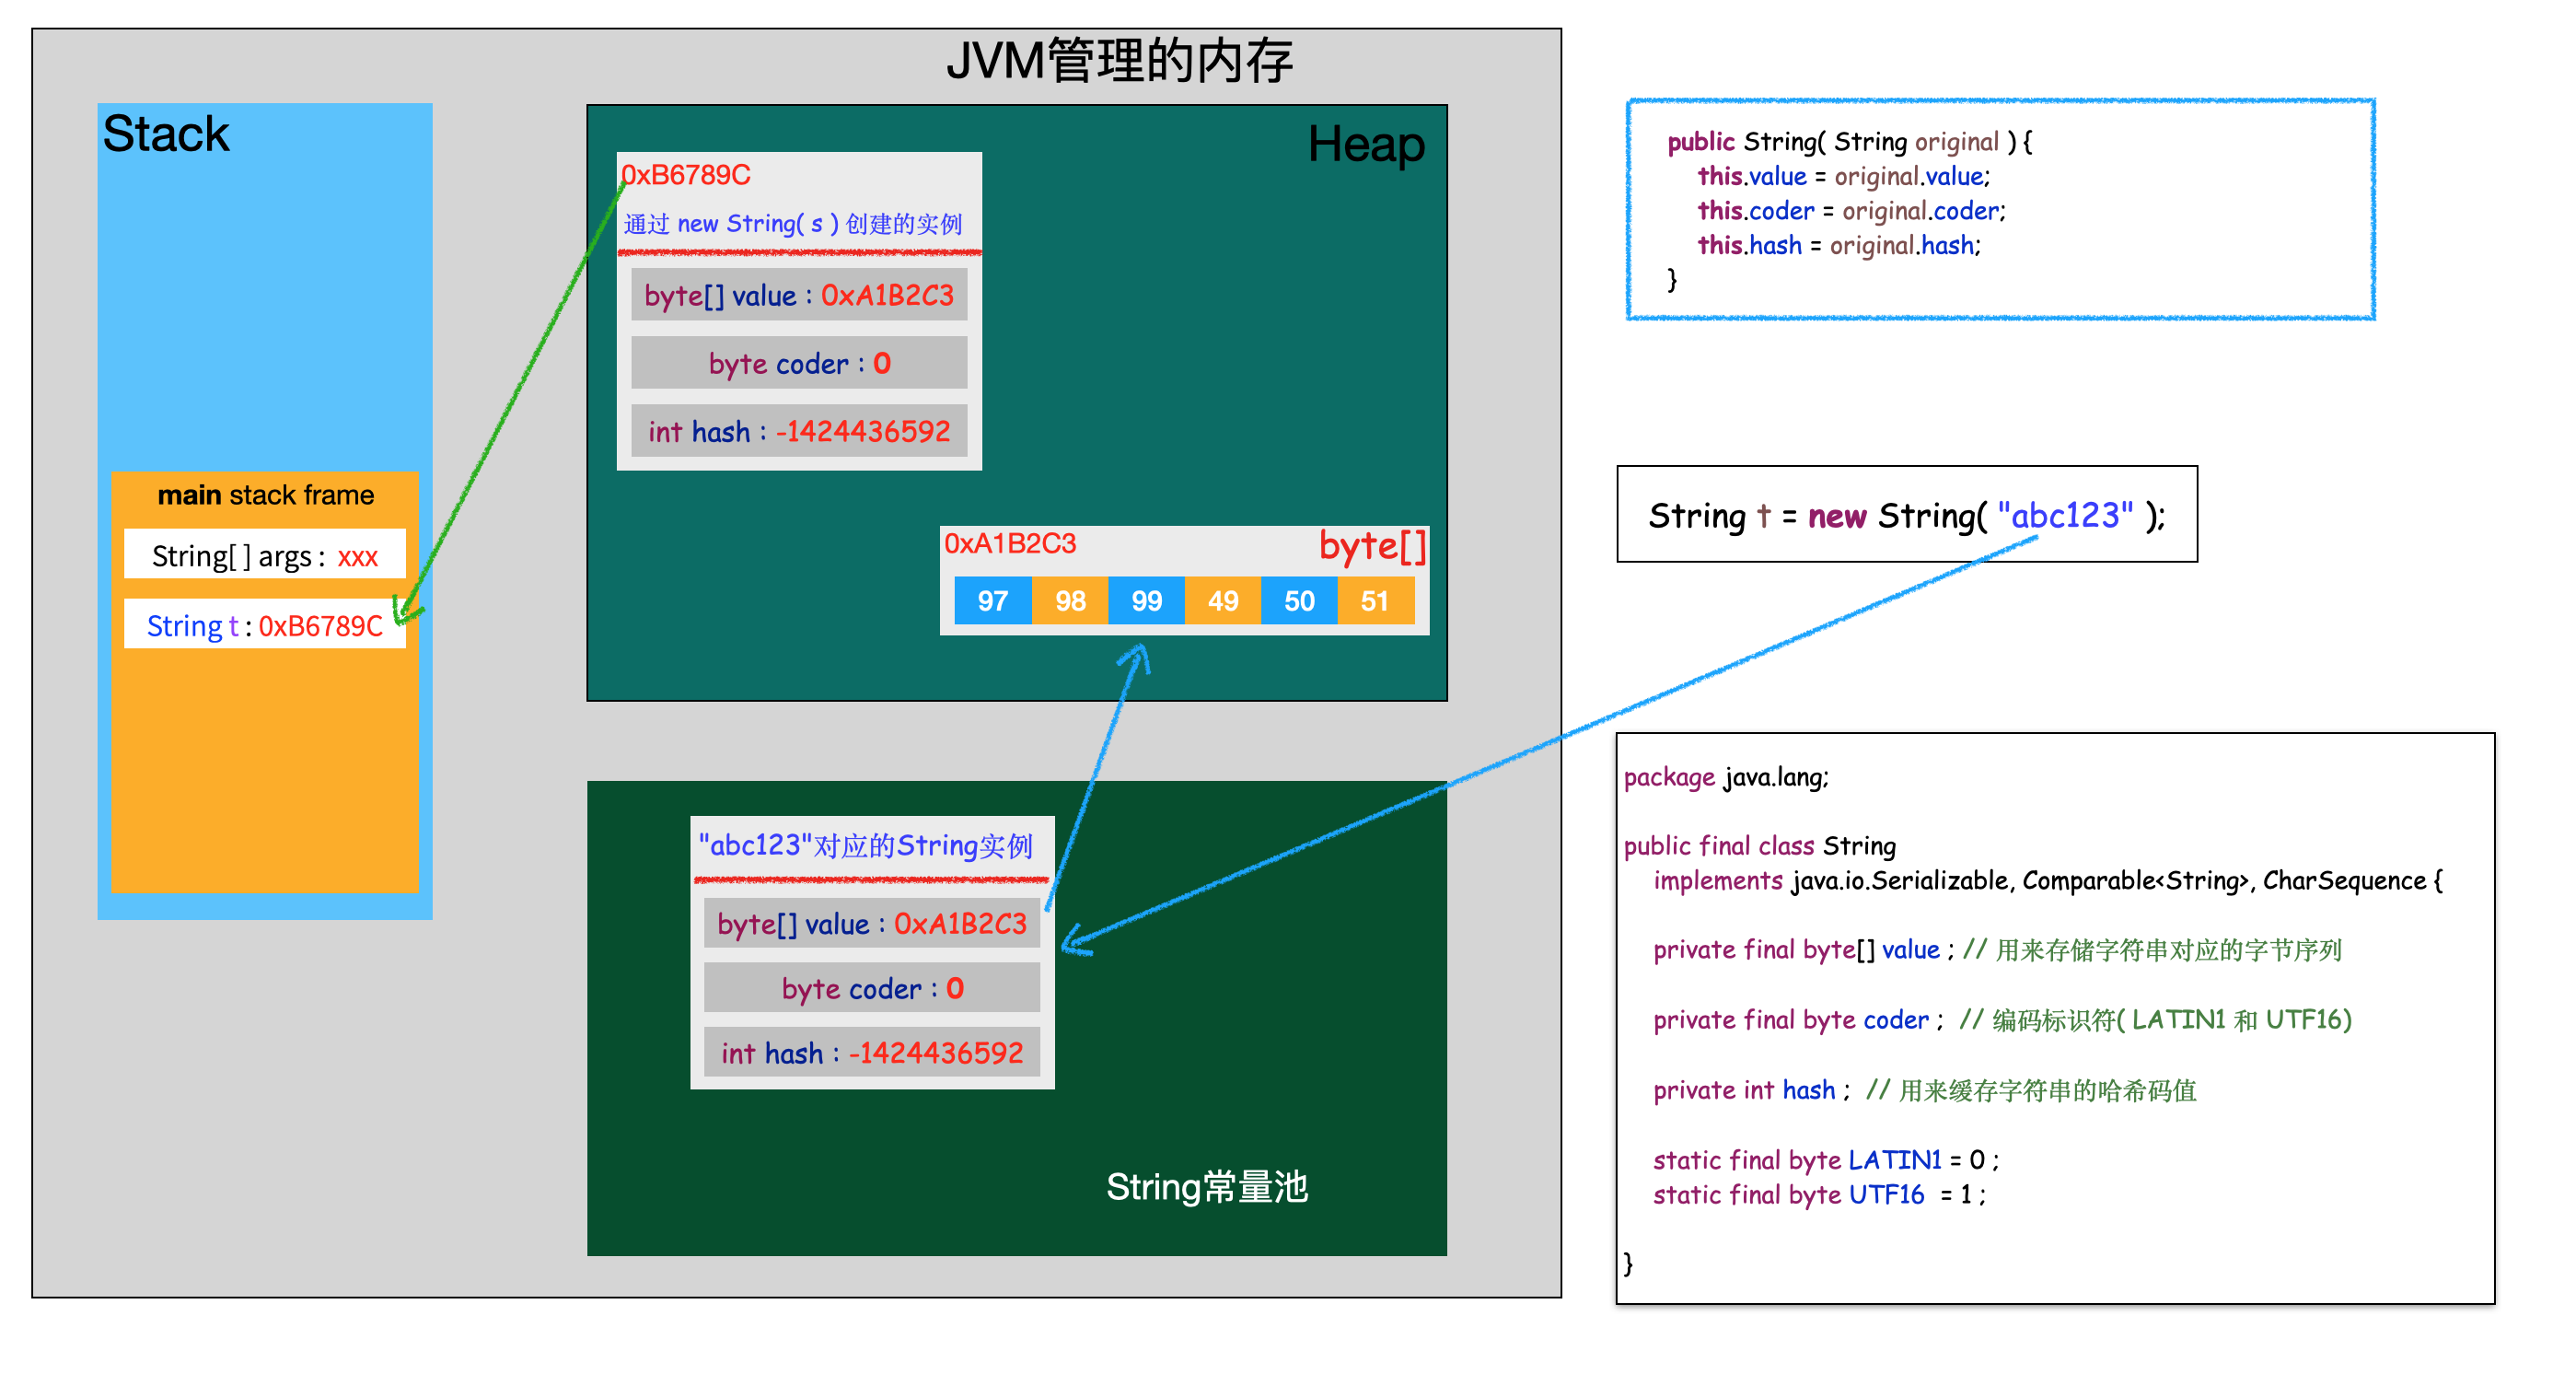 JVM管理的内存
Stack
main stack frame
String[ ] args : xxx
String t : 0xB6789C
Heap
0xB6789C
通过 new String( s ) 创建的实例
byte[] value : 0xA1B2C3
byte coder : 0
int hash : -1424436592
0xA1B2C3 byte[]
97 98 99 49 50 51
"abc123"对应的String实例
byte[] value : 0xA1B2C3
byte coder : 0
int hash : -1424436592
String常量池
public String( String original ) {
this.value = original.value;
this.coder = original.coder;
this.hash = original.hash;
}
String t = new String( "abc123" );
package java.lang;
public final class String
implements java.io.Serializable, Comparable<String>, CharSequence {
private final byte[] value ; // 用来存储字符串对应的字节序列
private final byte coder ; // 编码标识符( LATIN1 和 UTF16)
private int hash ; // 用来缓存字符串的哈希码值
static final byte LATIN1 = 0 ;
static final byte UTF16 = 1 ;
}